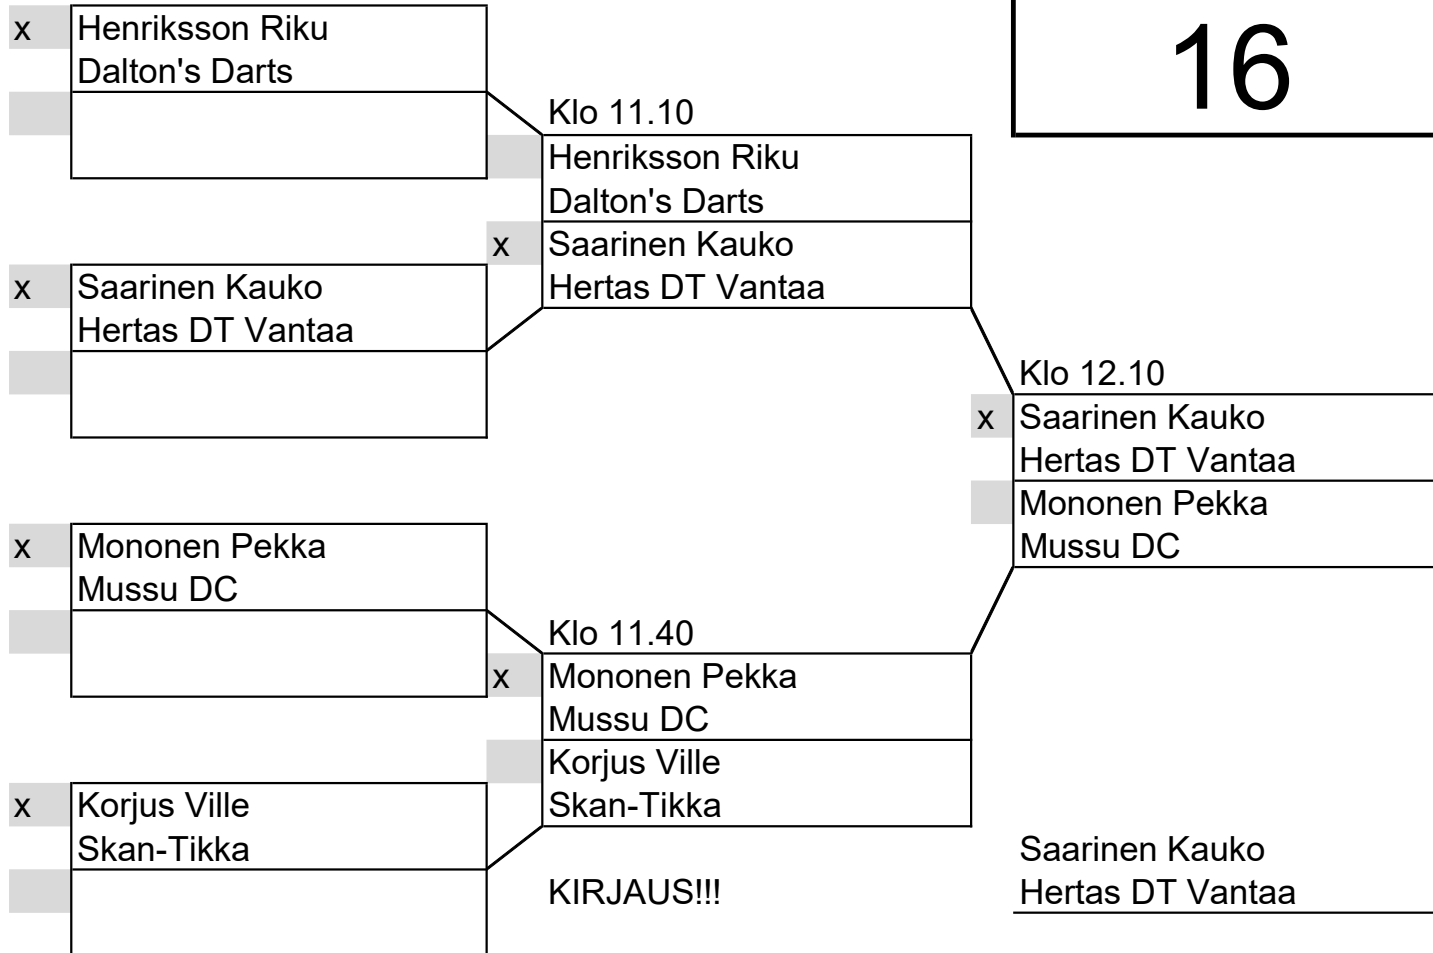 x Henriksson Riku
Dalton's Darts
16
Klo 11.10
Henriksson Riku
Dalton's Darts
x Saarinen Kauko
Hertas DT Vantaa
x Saarinen Kauko
Hertas DT Vantaa
Klo 12.10
x Saarinen Kauko
Hertas DT Vantaa
Mononen Pekka
Mussu DC
x Mononen Pekka
Mussu DC
Klo 11.40
x Mononen Pekka
Mussu DC
Korjus Ville
Skan-Tikka
x Korjus Ville
Skan-Tikka
KIRJAUS!!!
Saarinen Kauko
Hertas DT Vantaa